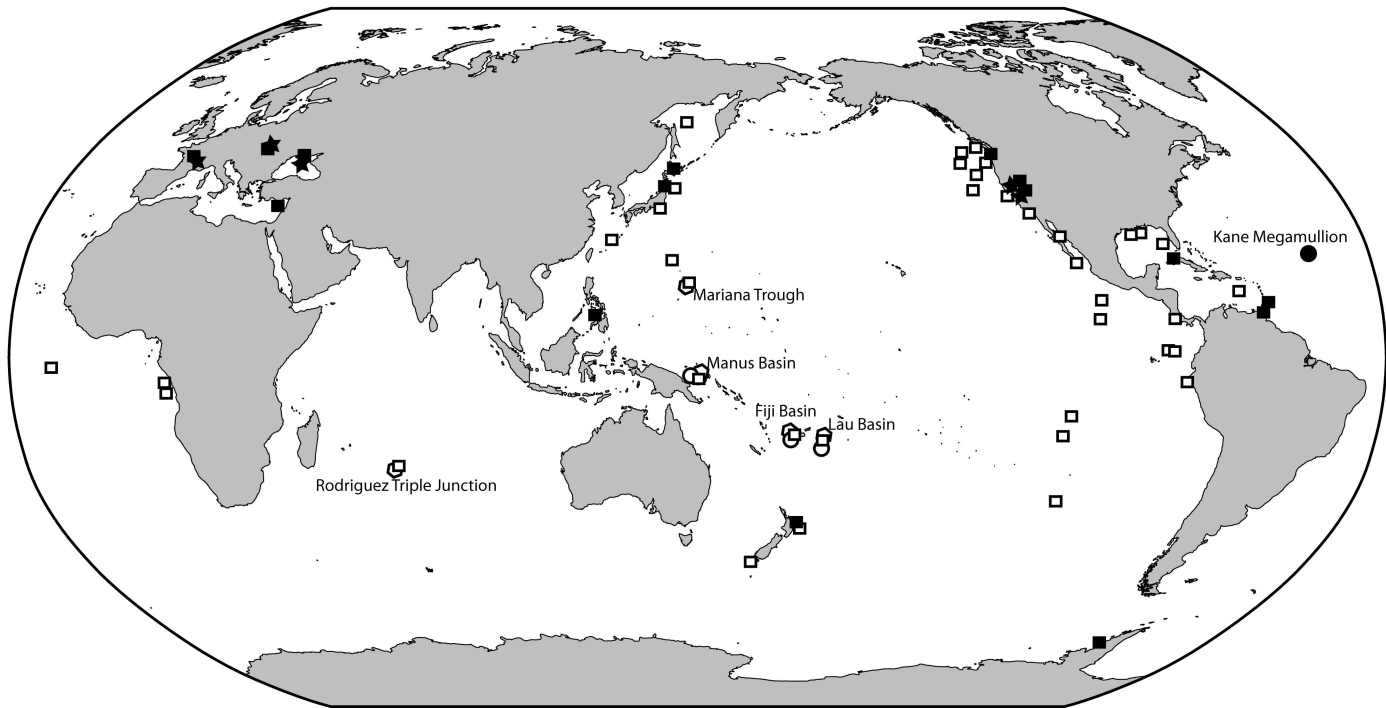 Kane Megamullion
Mariana Trough
Manus Basin
Fiji Basin
Lau Basin
Rodriguez Triple Junction